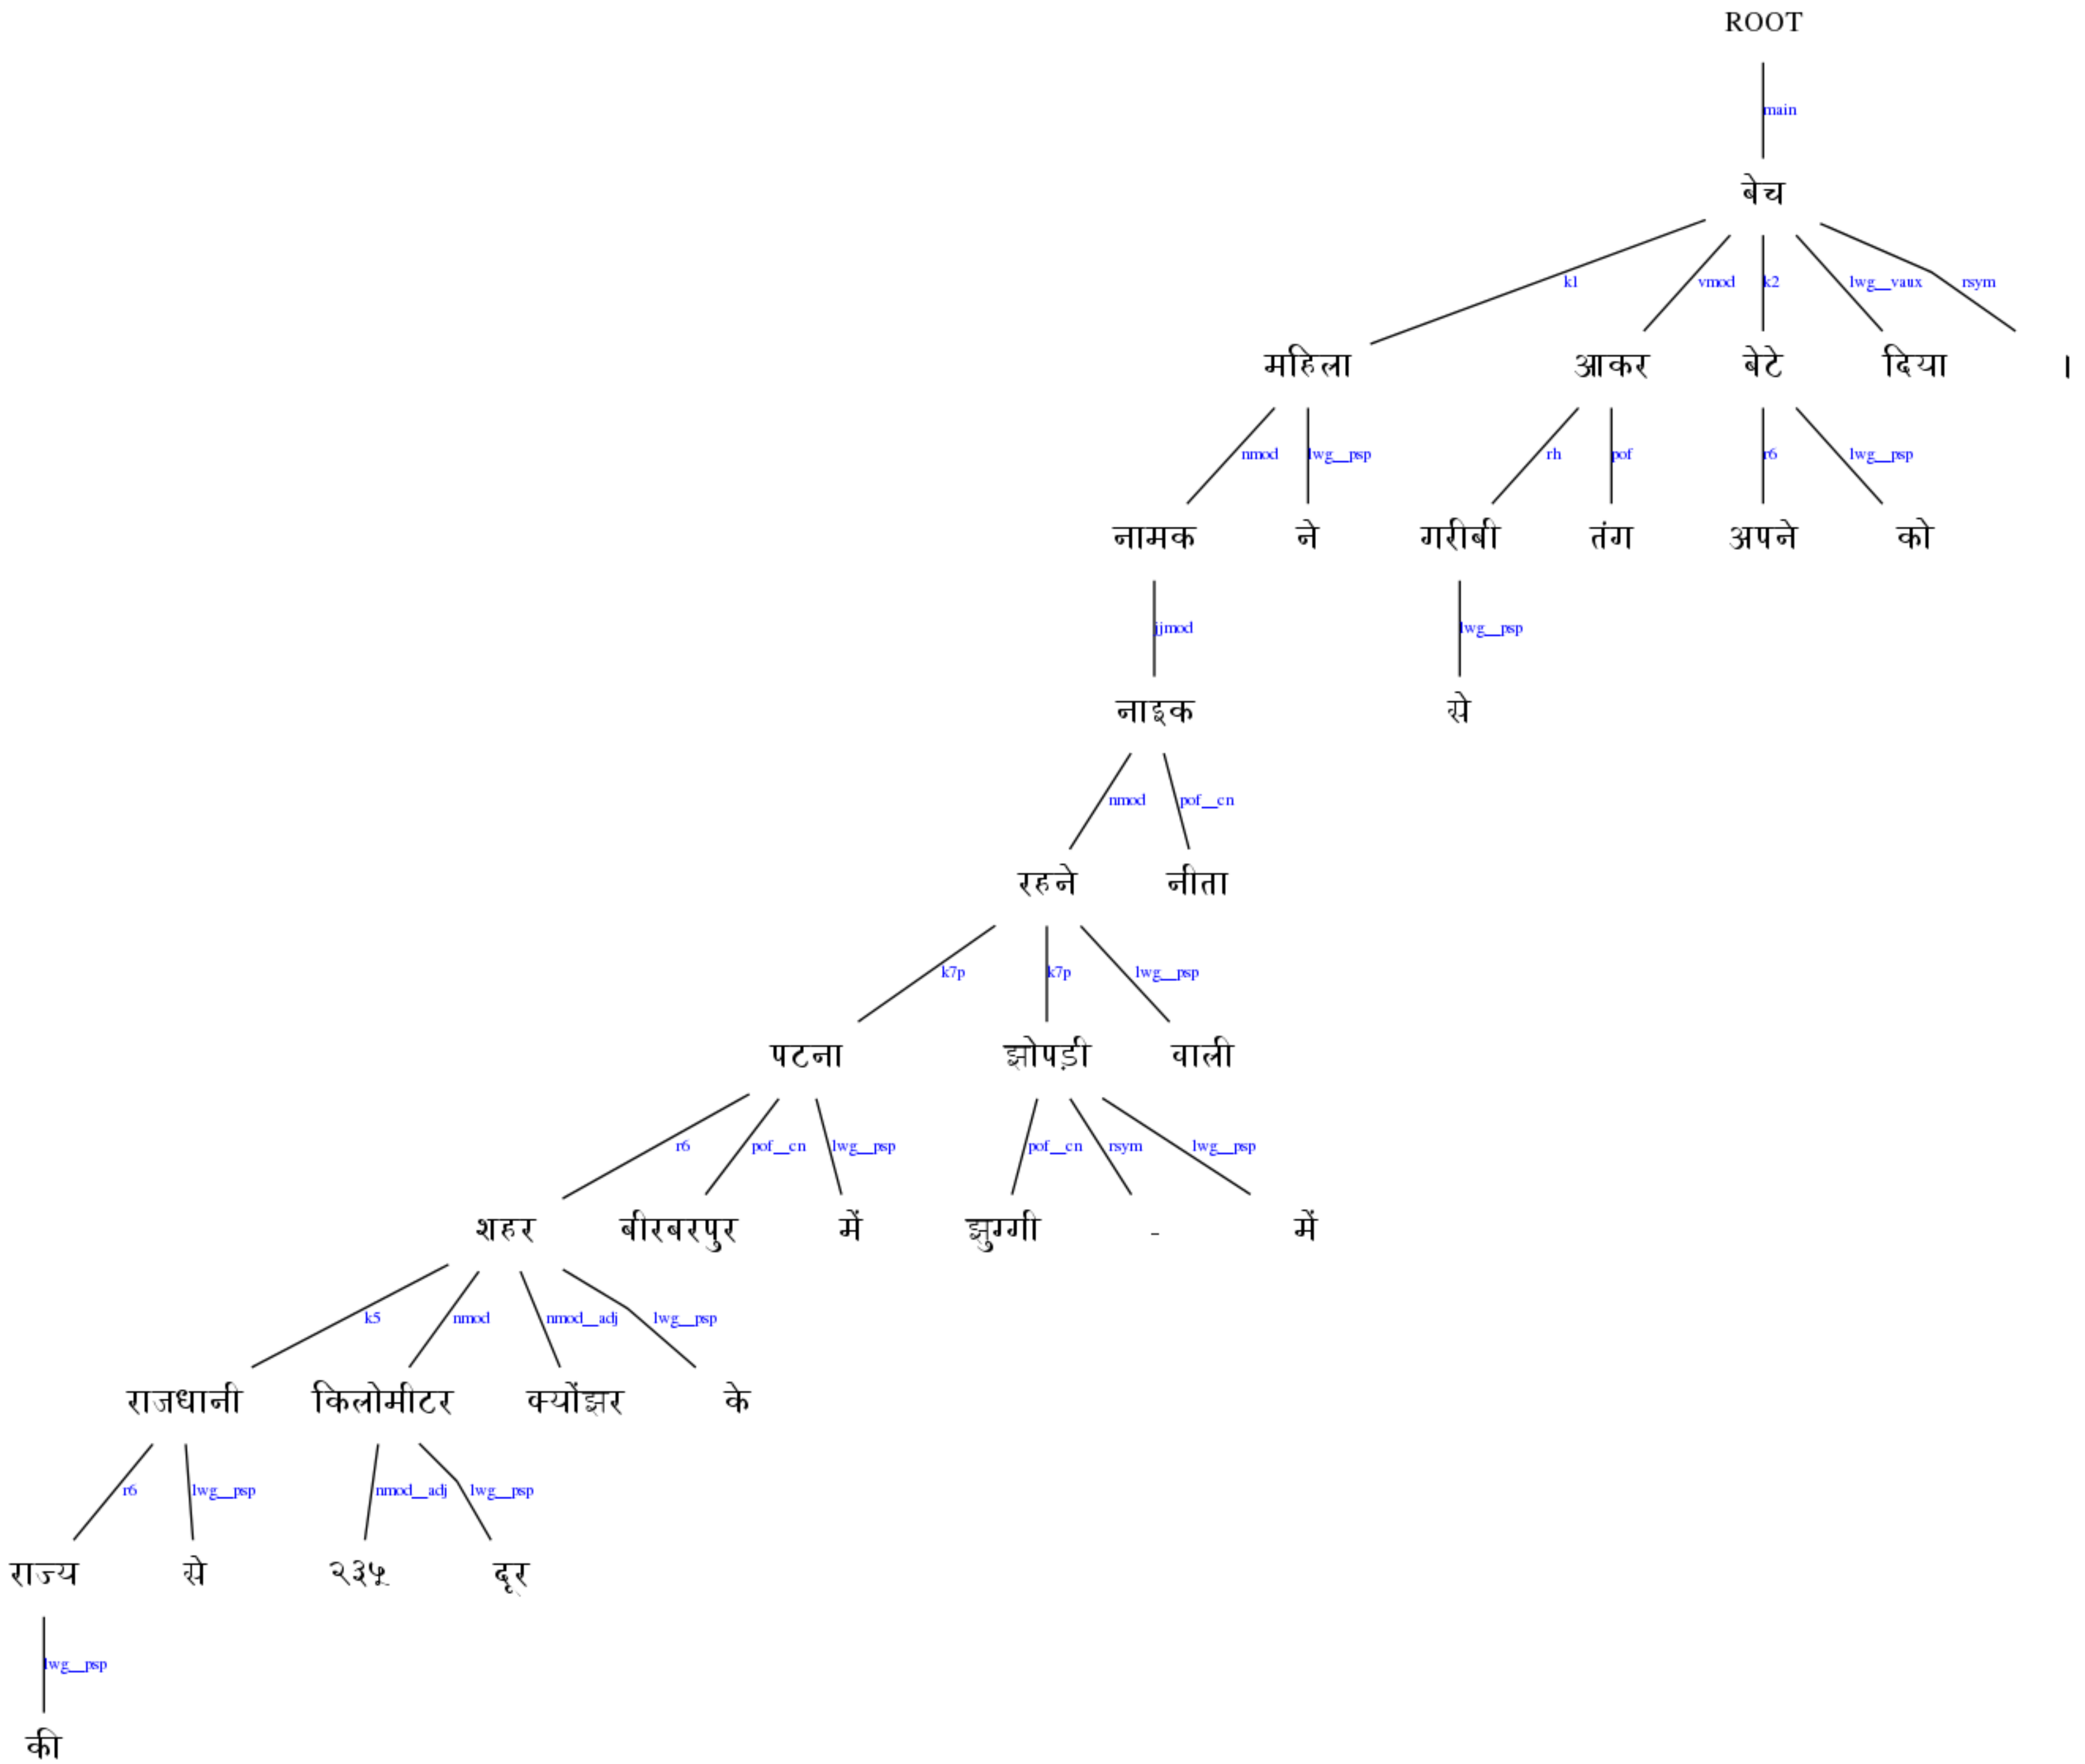 ROOT
main
बेच
k1 vmod k2 lwg__vaux rsym
महिला आकर बेटे दिया ।
nmod lwg__psp rh pof r6 lwg__psp
नामक ने गरीबी तंग अपने को
jjmod lwg__psp
नाइक से
nmod pof__cn
रहने नीता
k7p k7p lwg__psp
पटना झोपड़ी वाली
r6 pof__cn lwg__psp pof__cn rsym lwg__psp
शहर बीरबरपुर में झुग्गी - में
k5 nmod nmod__adj lwg__psp
राजधानी किलोमीटर क्योंझर के
r6 lwg__psp nmod__adj lwg__psp
राज्य से २३५ दूर
lwg__psp
की